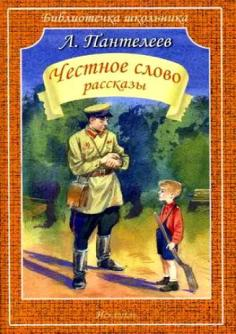 Библиотечка школьника
Л. Пантелеев
Честное слово
рассказы